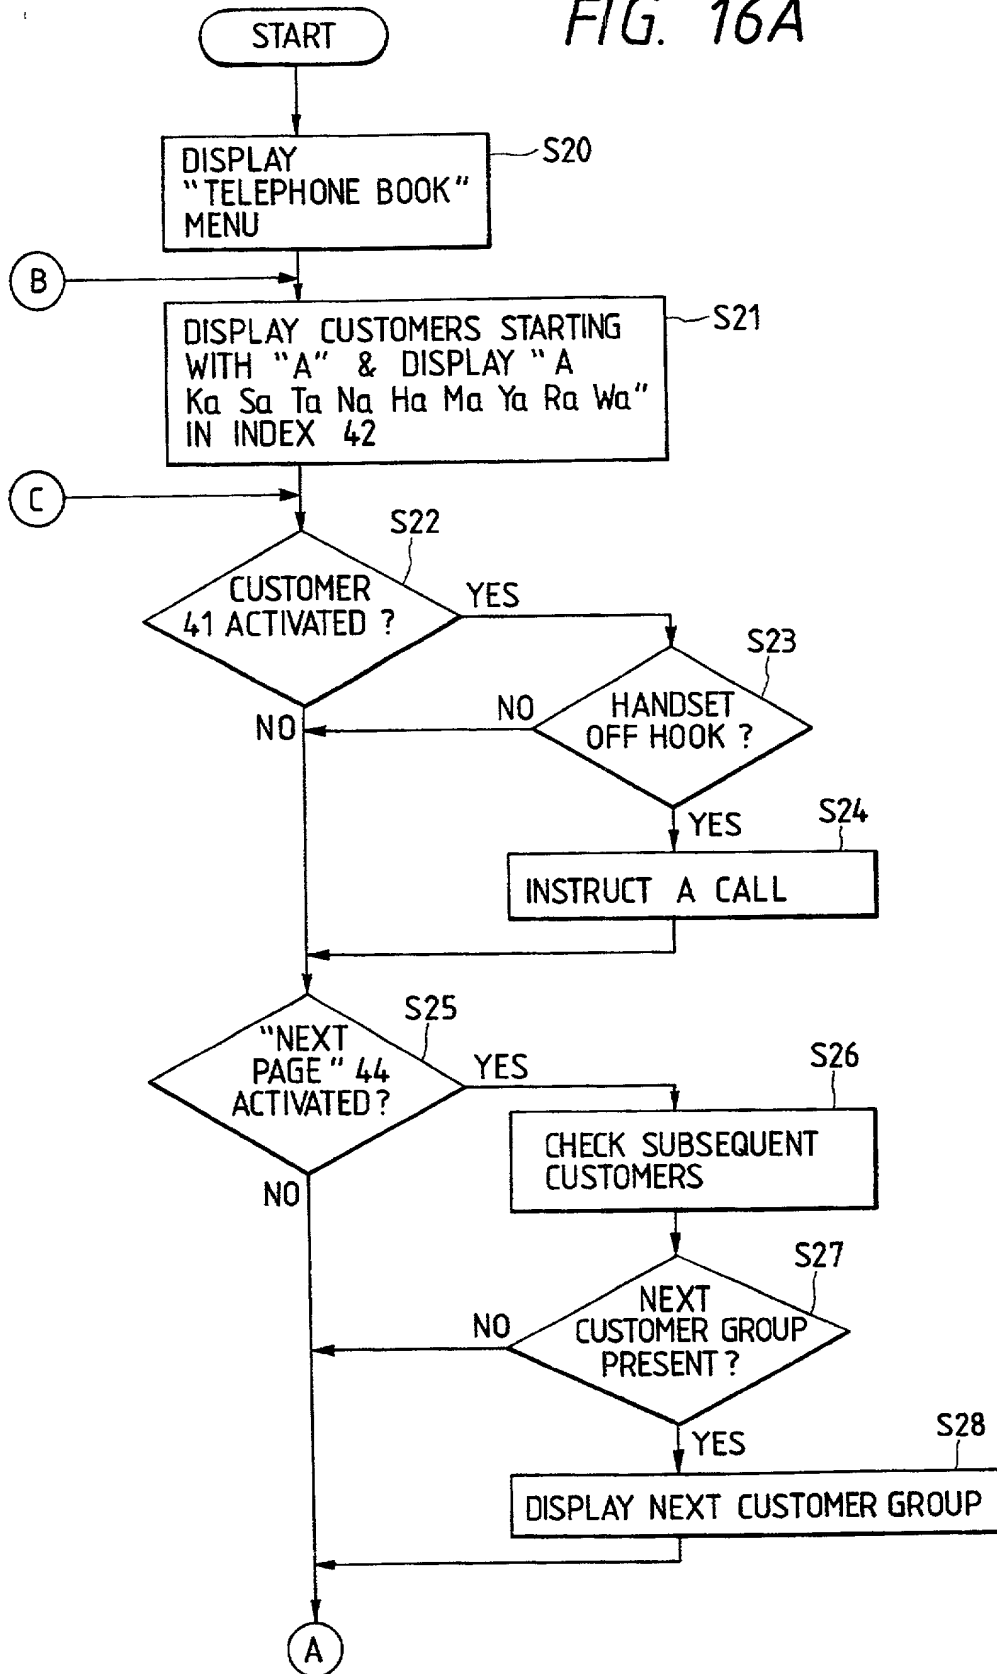 FIG. 16A
START
S20
DISPLAY
"TELEPHONE BOOK"
MENU
B
S21
DISPLAY CUSTOMERS STARTING
WITH "A" & DISPLAY "A
Ka Sa Ta Na Ha Ma Ya Ra Wa"
IN INDEX 42
C
S22
CUSTOMER
41 ACTIVATED ?
YES
NO
S23
HANDSET
OFF HOOK ?
NO
YES
S24
INSTRUCT A CALL
S25
"NEXT
PAGE" 44
ACTIVATED ?
YES
NO
S26
CHECK SUBSEQUENT
CUSTOMERS
S27
NEXT
CUSTOMER GROUP
PRESENT ?
NO
YES
S28
DISPLAY NEXT CUSTOMER GROUP
A